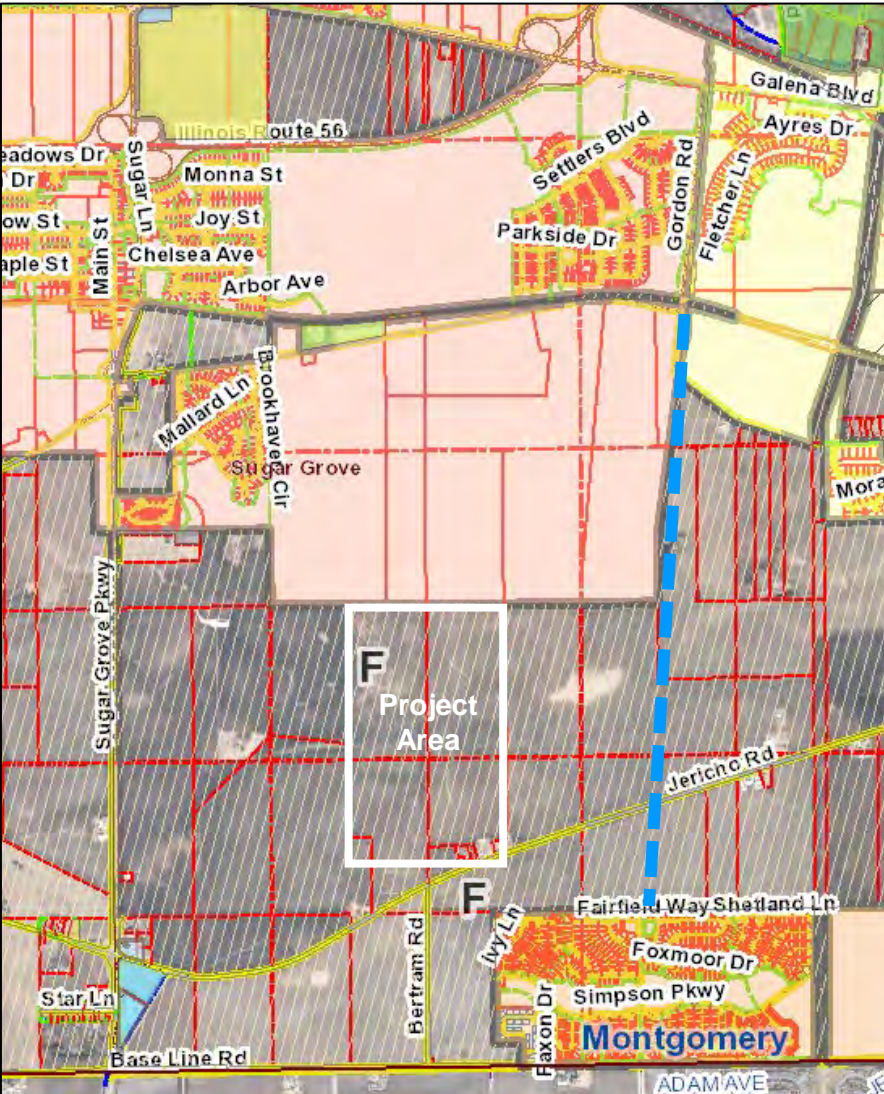 Galena Blvd
Illinois Route 56
Ayres Dr
Settlers Blvd
eadows Dr
Sugar Ln
Monna St
Gordon Rd
Fletcher Ln
Dr
ow St
Joy St
Parkside Dr
Main St
Chelsea Ave
aple St
Arbor Ave
Brookhaven Cir
Mallard Ln
Sugar Grove
Mora
Sugar Grove Pkwy
F
Project
Area
Jericho Rd
F
Fairfield Way
Shetland Ln
Ivy Ln
Bertram Rd
Foxmoor Dr
Star Ln
Simpson Pkwy
Faxon Dr
Montgomery
Base Line Rd
ADAM AVE